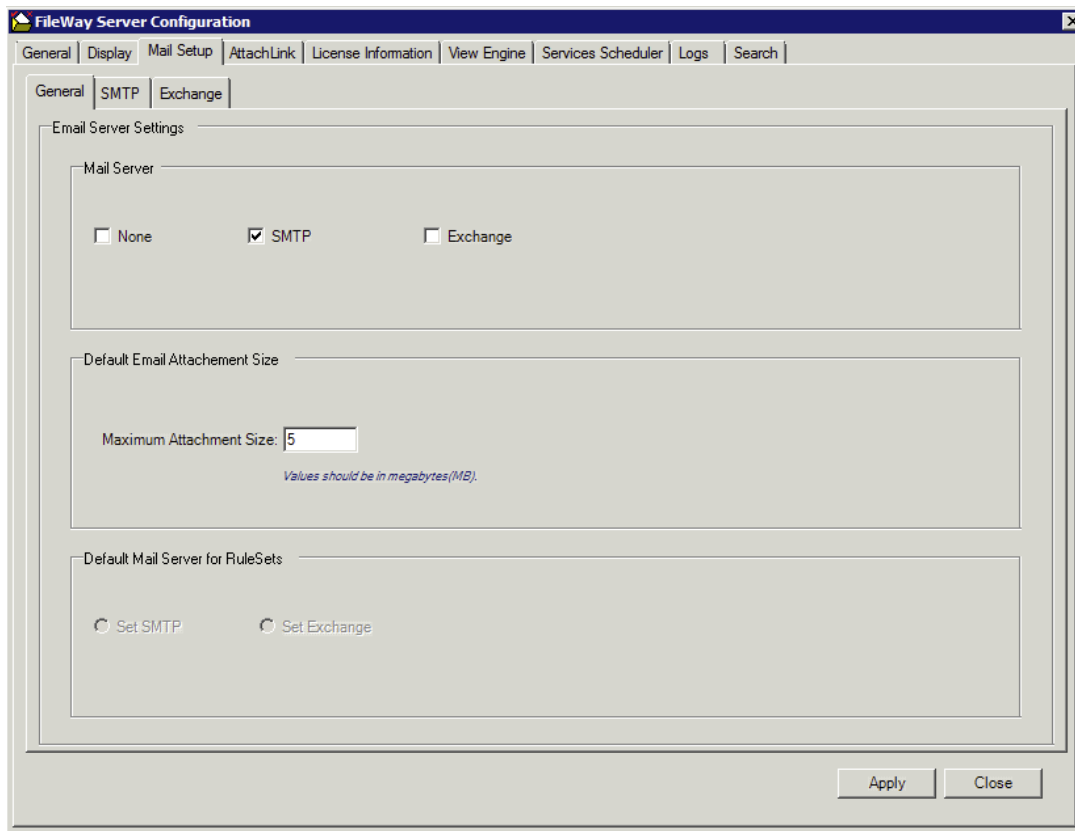 FileWay Server Configuration
General Display Mail Setup AttachLink License Information View Engine Services Scheduler Logs Search
General SMTP Exchange
Email Server Settings
Mail Server
None SMTP Exchange
Default Email Attachement Size
Maximum Attachment Size: 5
Values should be in megabytes(MB).
Default Mail Server for RuleSets
Set SMTP Set Exchange
Apply Close